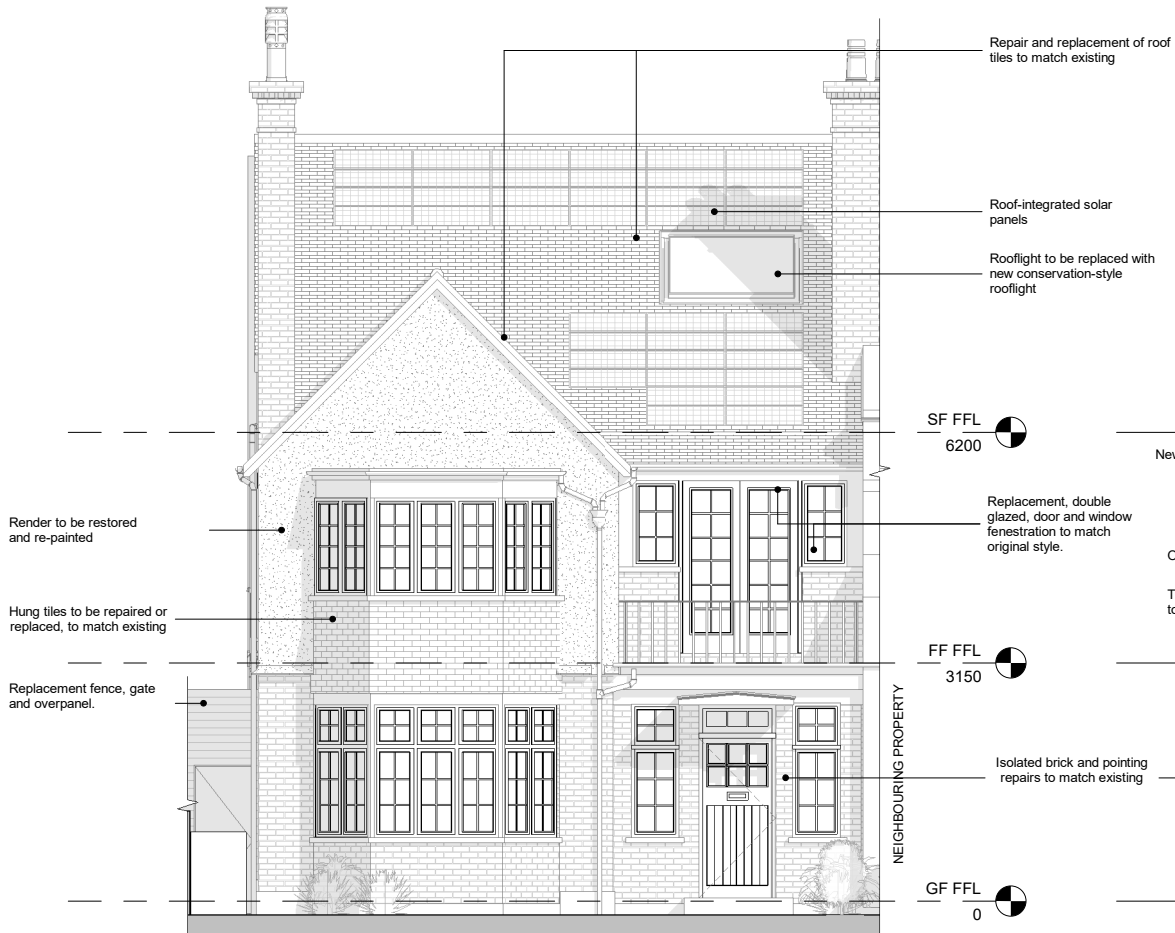 Repair and replacement of roof
tiles to match existing
Roof-integrated solar
panels
Rooflight to be replaced with
new conservation-style
rooflight
SF FFL
6200
New
Replacement, double
glazed, door and window
fenestration to match
original style.
Render to be restored
and re-painted
Hung tiles to be repaired or
replaced, to match existing
FF FFL
3150
Replacement fence, gate
and overpanel.
NEIGHBOURING PROPERTY
Isolated brick and pointing
repairs to match existing
GF FFL
0